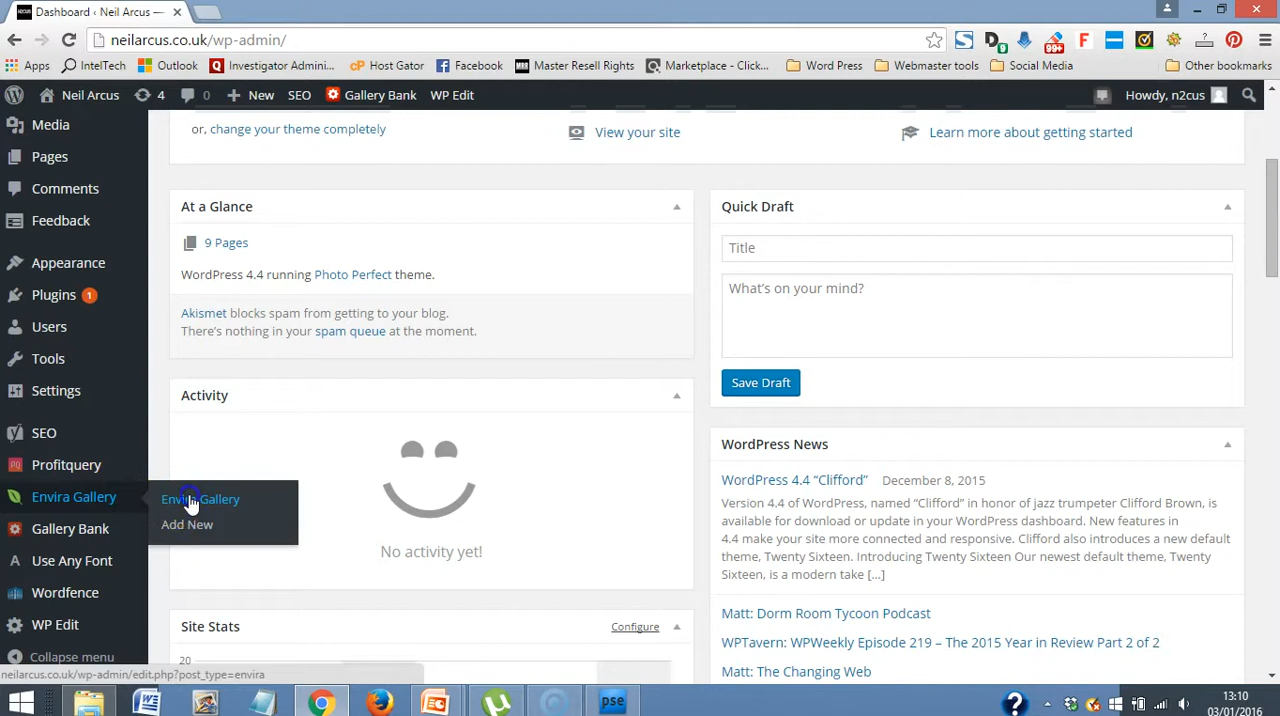 Dashboard ‹ Neil Arcus —
neilarcus.co.uk/wp-admin/
9
99+
F
Apps
IntelTech
Outlook
Investigator Admini...
Host Gator
Facebook
Master Resell Rights
Marketplace - Click...
Word Press
Webmaster tools
Social Media
Other bookmarks
Neil Arcus
4
0
New
SEO
Gallery Bank
WP Edit
Howdy, n2cus
Media
Pages
Comments
Feedback
Appearance
Plugins 1
Users
Tools
Settings
SEO
Profitquery
Envira Gallery
Gallery Bank
Use Any Font
Wordfence
WP Edit
Collapse menu
Envira Gallery
Add New
or, change your theme completely
View your site
Learn more about getting started
At a Glance
9 Pages
WordPress 4.4 running Photo Perfect theme.
Akismet blocks spam from getting to your blog.
There's nothing in your spam queue at the moment.
Activity
No activity yet!
Site Stats
Configure
20
Quick Draft
Title
What's on your mind?
Save Draft
WordPress News
WordPress 4.4 “Clifford” December 8, 2015
Version 4.4 of WordPress, named “Clifford” in honor of jazz trumpeter Clifford Brown, is
available for download or update in your WordPress dashboard. New features in
4.4 make your site more connected and responsive. Clifford also introduces a new default
theme, Twenty Sixteen. Introducing Twenty Sixteen Our newest default theme, Twenty
Sixteen, is a modern take [...]
Matt: Dorm Room Tycoon Podcast
WPTavern: WPWeekly Episode 219 – The 2015 Year in Review Part 2 of 2
Matt: The Changing Web
neilarcus.co.uk/wp-admin/edit.php?post_type=envira
pse
13:10
03/01/2016